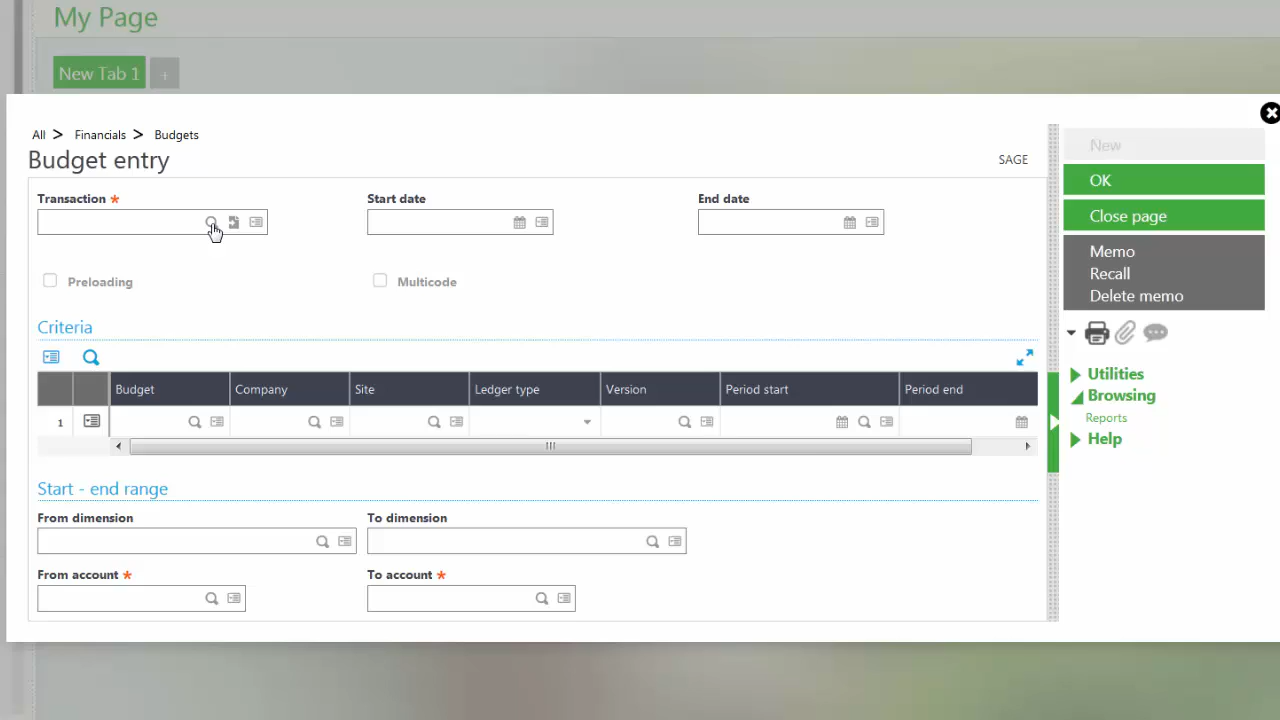 My Page
New Tab 1 +
All > Financials > Budgets
Budget entry
SAGE
Transaction *
Start date
End date
Preloading
Multicode
Criteria
Budget Company Site Ledger type Version Period start Period end
1
Start - end range
From dimension
To dimension
From account *
To account *
New
OK
Close page
Memo
Recall
Delete memo
Utilities
Browsing
Reports
Help